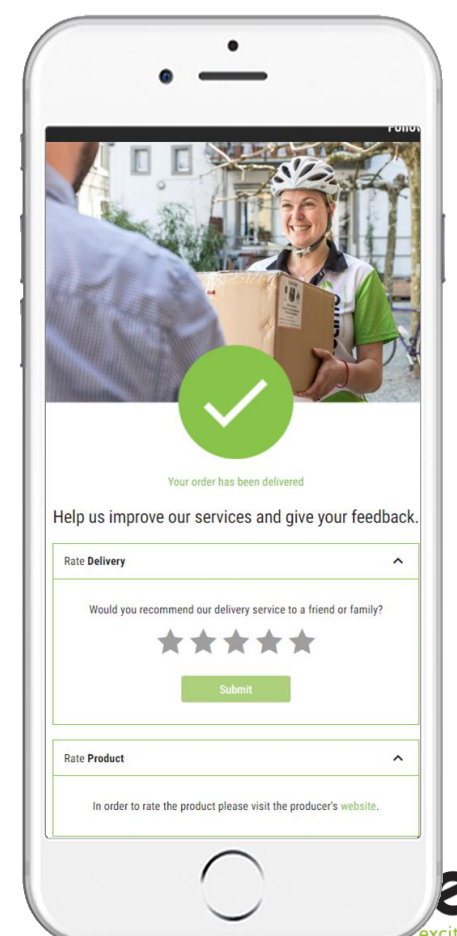 Your order has been delivered
Help us improve our services and give your feedback.
Rate Delivery
Would you recommend our delivery service to a friend or family?
Submit
Rate Product
In order to rate the product please visit the producer's website.